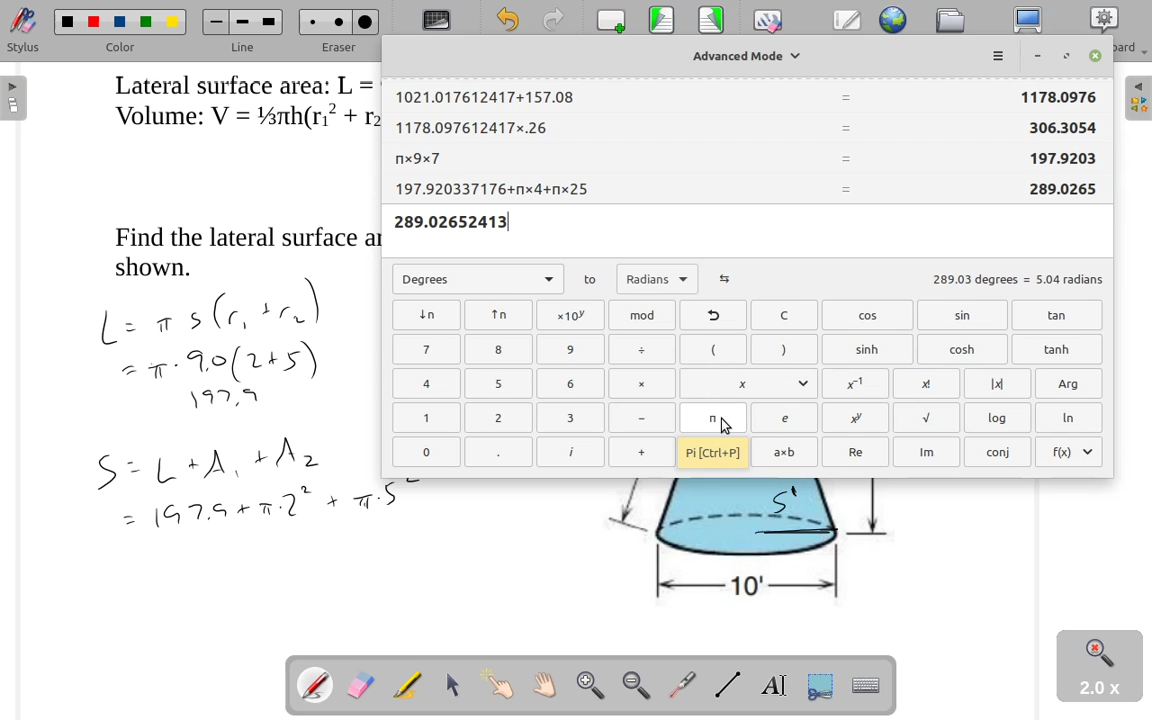 Stylus
Color
Line
Eraser
oard
Lateral surface area: L =
Volume: V = ⅓πh(r₁² + r₂
Find the lateral surface ar
shown.
L = π s (r₁ + r₂)
= π · 9.0 (2 + 5)
197.9
S = L + A₁ + A₂
= 197.9 + π·2² + π·5²
Advanced Mode
1021.017612417+157.08 = 1178.0976
1178.097612417×.26 = 306.3054
π×9×7 = 197.9203
197.920337176+π×4+π×25 = 289.0265
289.02652413
Degrees to Radians 289.03 degrees = 5.04 radians
↓n ↑n ×10ʸ mod C cos sin tan
7 8 9 ÷ ( ) sinh cosh tanh
4 5 6 × x x⁻¹ x! |x| Arg
1 2 3 − π e xʸ √ log ln
0 . i + Pi [Ctrl+P] a×b Re Im conj f(x)
5'
10'
AI
2.0 x